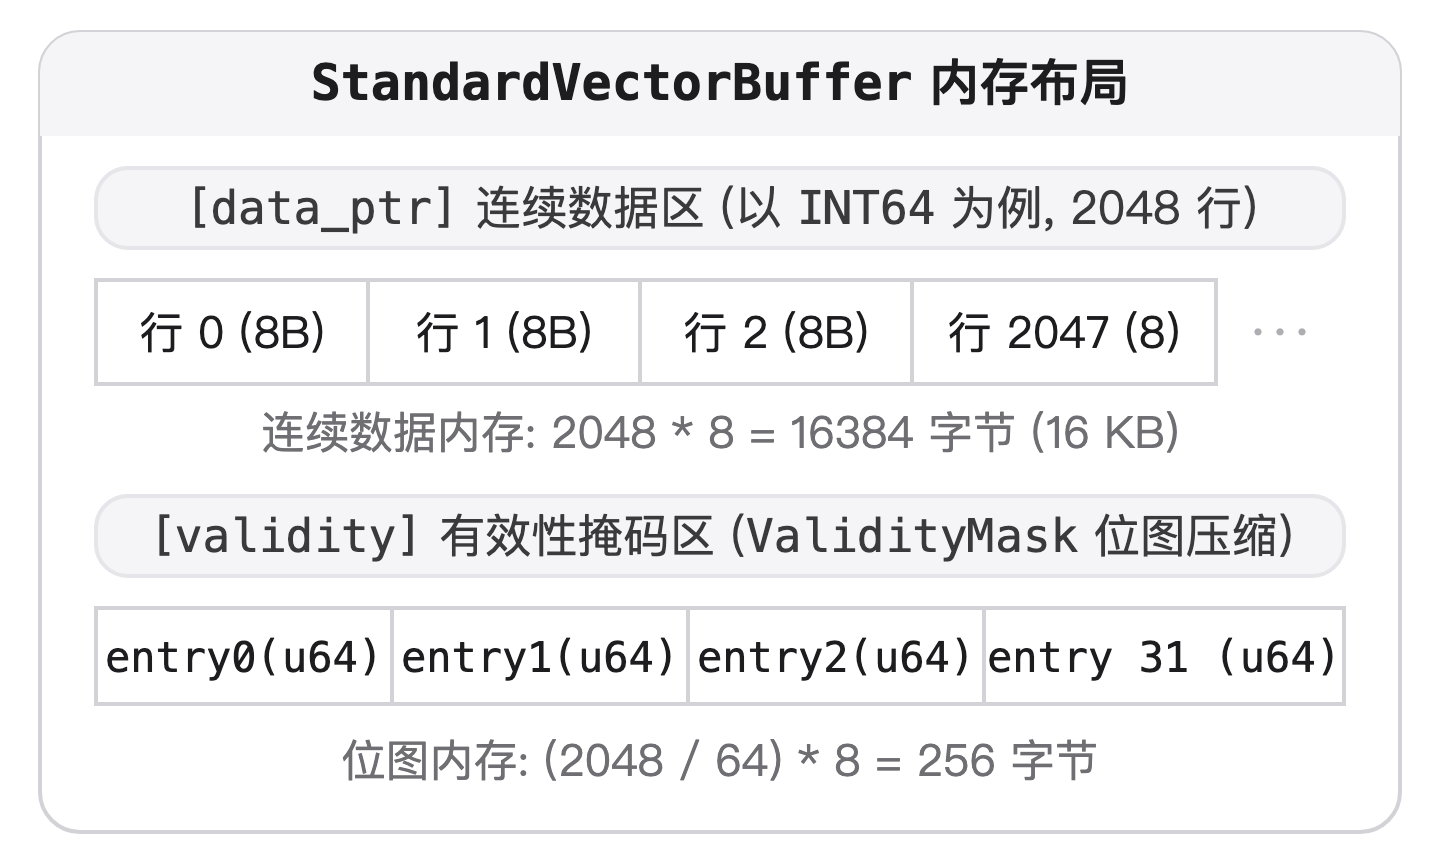 StandardVectorBuffer 内存布局
[data_ptr] 连续数据区 (以 INT64 为例, 2048 行)
行 0 (8B) 行 1 (8B) 行 2 (8B) 行 2047 (8) ···
连续数据内存: 2048 * 8 = 16384 字节 (16 KB)
[validity] 有效性掩码区 (ValidityMask 位图压缩)
entry0(u64) entry1(u64) entry2(u64) entry 31 (u64)
位图内存: (2048 / 64) * 8 = 256 字节